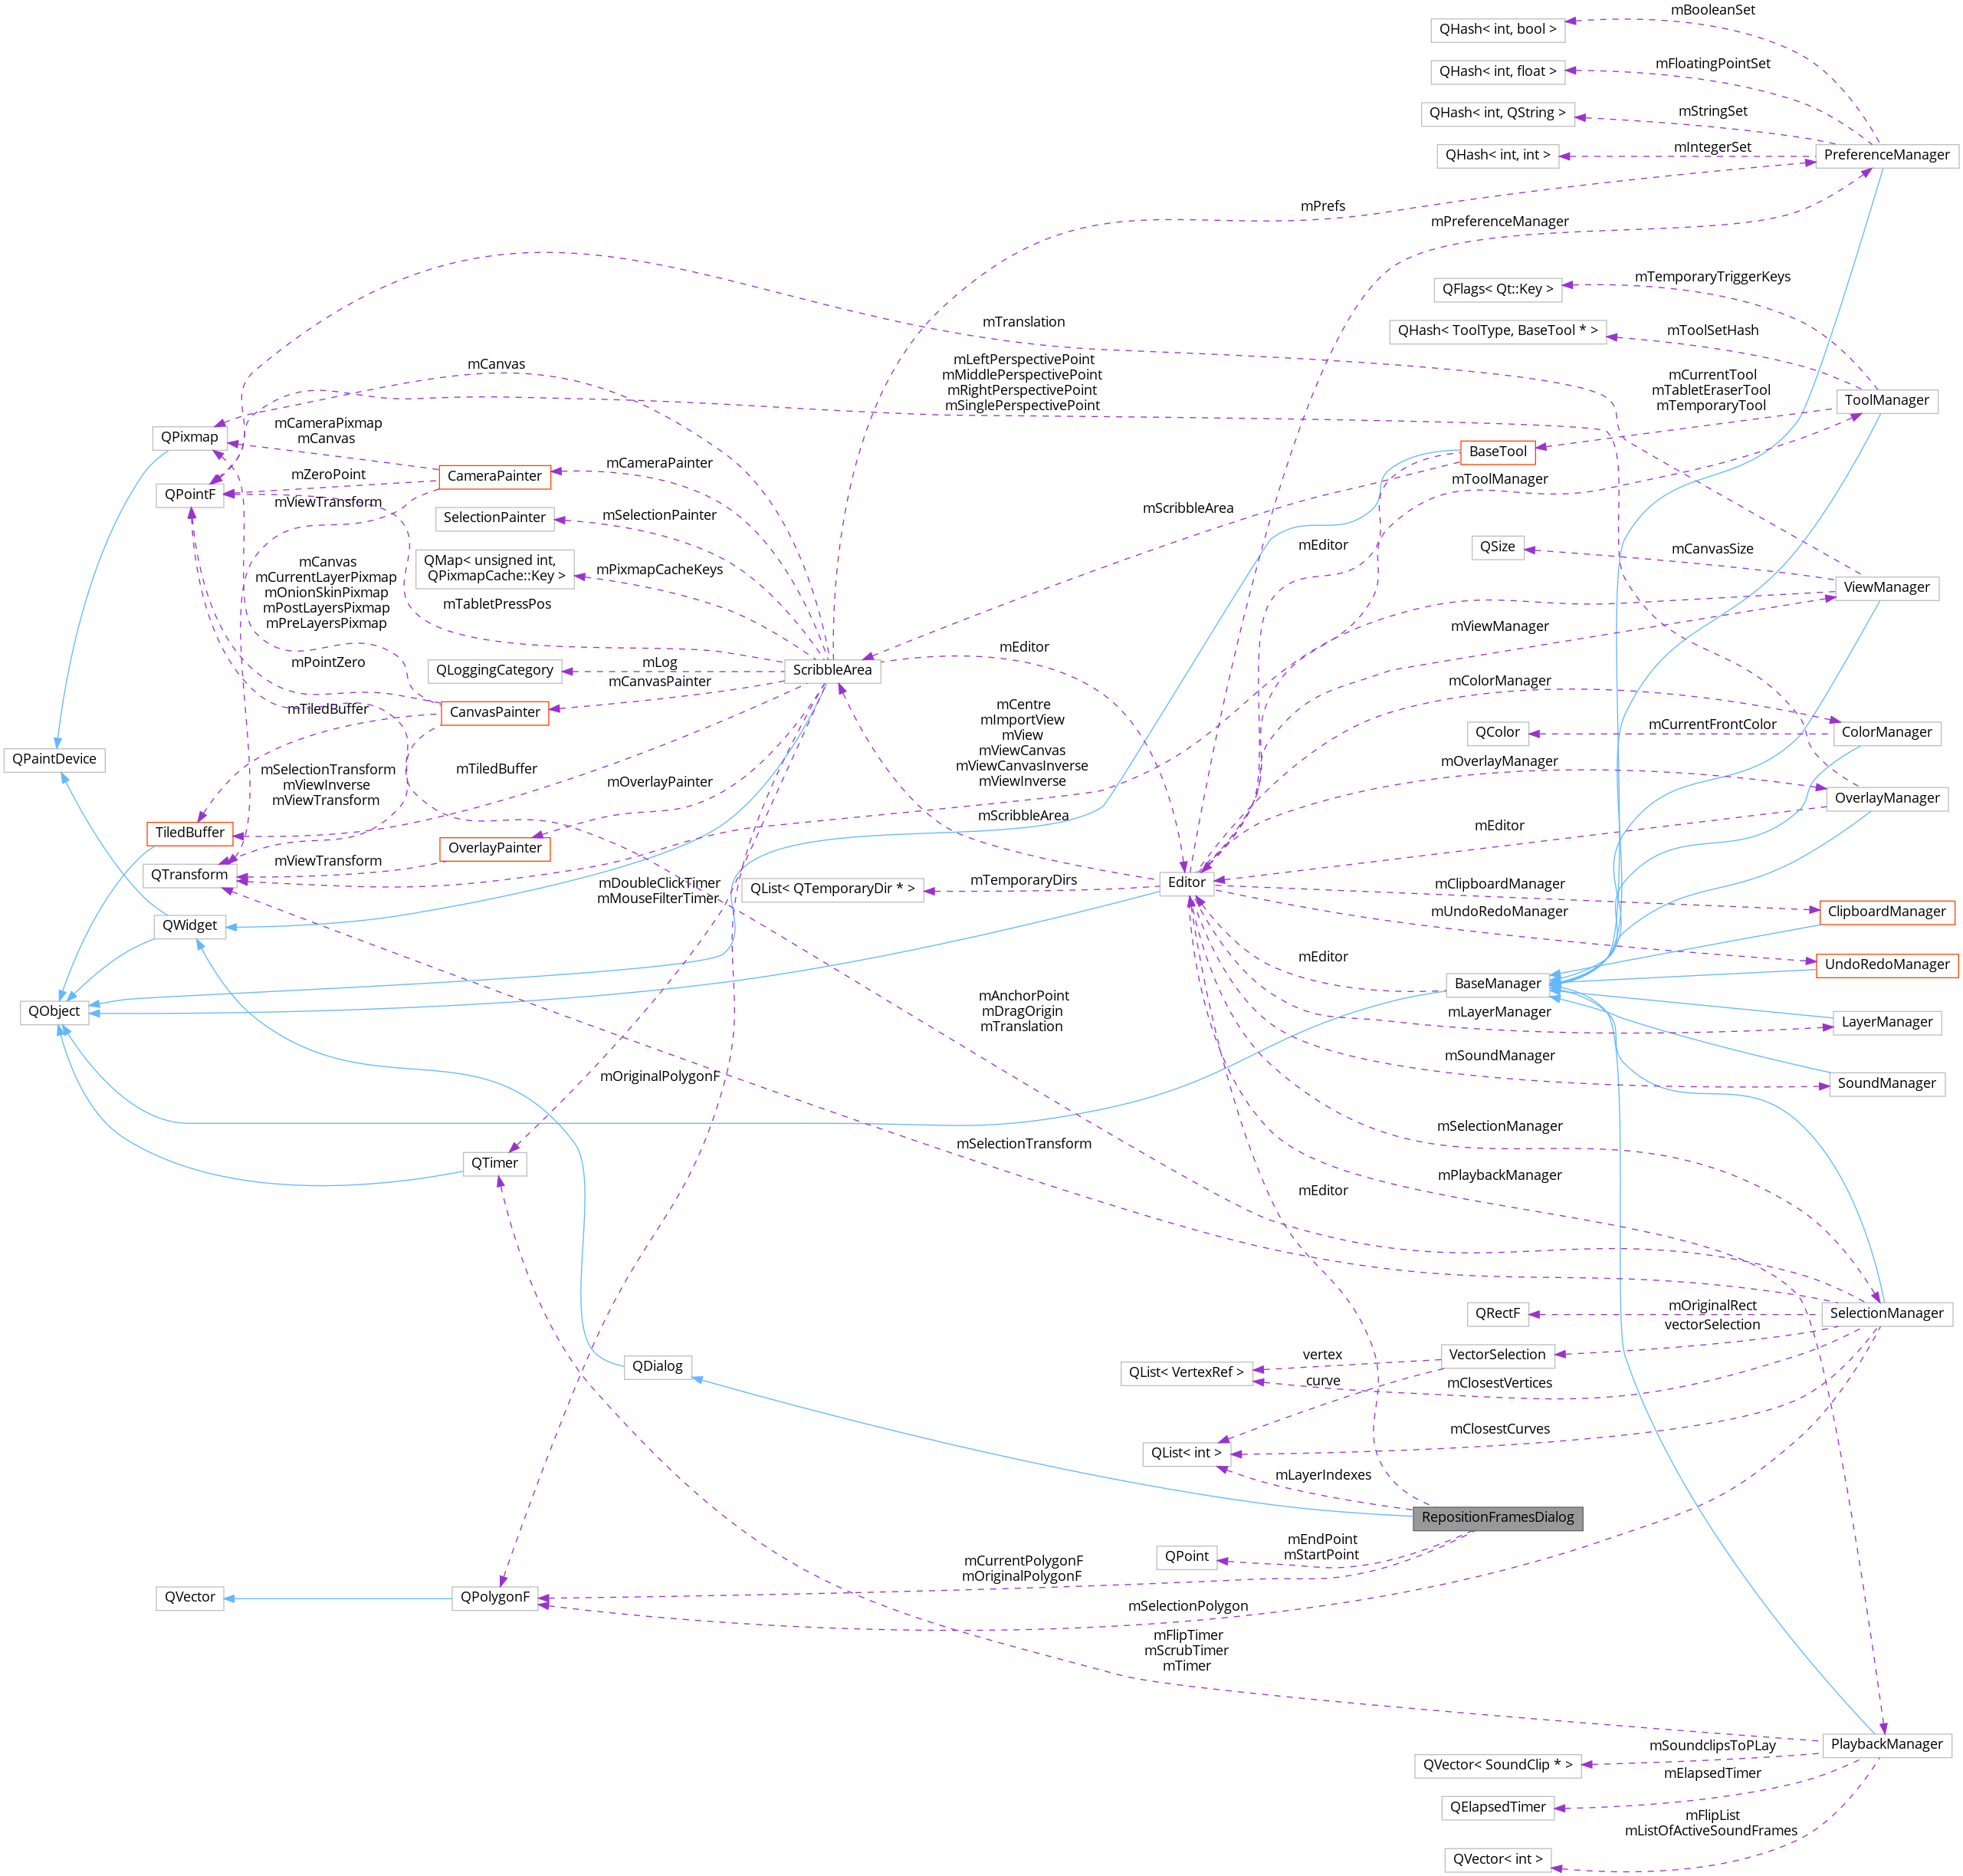 mBooleanSet
QHash< int, bool >
mFloatingPointSet
QHash< int, float >
mStringSet
QHash< int, QString >
mIntegerSet
QHash< int, int >
PreferenceManager
mPrefs
mPreferenceManager
mTemporaryTriggerKeys
QFlags< Qt::Key >
mTranslation
mToolSetHash
QHash< ToolType, BaseTool * >
mCanvas
mLeftPerspectivePoint
mMiddlePerspectivePoint
mRightPerspectivePoint
mSinglePerspectivePoint
mCurrentTool
mTabletEraserTool
mTemporaryTool
ToolManager
QPixmap
mCameraPixmap
mCanvas
mCameraPainter
BaseTool
mZeroPoint
CameraPainter
mToolManager
QPointF
mViewTransform
SelectionPainter
mSelectionPainter
mScribbleArea
mEditor
QSize
mCanvasSize
mCanvas
mCurrentLayerPixmap
mOnionSkinPixmap
mPostLayersPixmap
mPreLayersPixmap
QMap< unsigned int,
QPixmapCache::Key >
mPixmapCacheKeys
ViewManager
mTabletPressPos
mViewManager
mPointZero
QLoggingCategory
mLog
ScribbleArea
mEditor
mCanvasPainter
mColorManager
mTiledBuffer
CanvasPainter
mCentre
mImportView
mView
mViewCanvas
mViewCanvasInverse
mViewInverse
QColor
mCurrentFrontColor
ColorManager
QPaintDevice
mSelectionTransform
mViewInverse
mViewTransform
mTiledBuffer
mOverlayPainter
mOverlayManager
OverlayManager
mScribbleArea
mEditor
TiledBuffer
OverlayPainter
mViewTransform
QTransform
mDoubleClickTimer
mMouseFilterTimer
QList< QTemporaryDir * >
mTemporaryDirs
Editor
mClipboardManager
ClipboardManager
mUndoRedoManager
QWidget
mEditor
UndoRedoManager
BaseManager
mAnchorPoint
mDragOrigin
mTranslation
QObject
mLayerManager
LayerManager
mSoundManager
SoundManager
mOriginalPolygonF
mSelectionManager
mSelectionTransform
QTimer
mPlaybackManager
mEditor
QRectF
mOriginalRect
vectorSelection
SelectionManager
QDialog
QList< VertexRef >
vertex
VectorSelection
curve
mClosestVertices
mClosestCurves
QList< int >
mLayerIndexes
RepositionFramesDialog
mEndPoint
mStartPoint
QPoint
mCurrentPolygonF
mOriginalPolygonF
QVector
QPolygonF
mSelectionPolygon
mFlipTimer
mScrubTimer
mTimer
PlaybackManager
mSoundclipsToPLay
QVector< SoundClip * >
mElapsedTimer
QElapsedTimer
mFlipList
mListOfActiveSoundFrames
QVector< int >